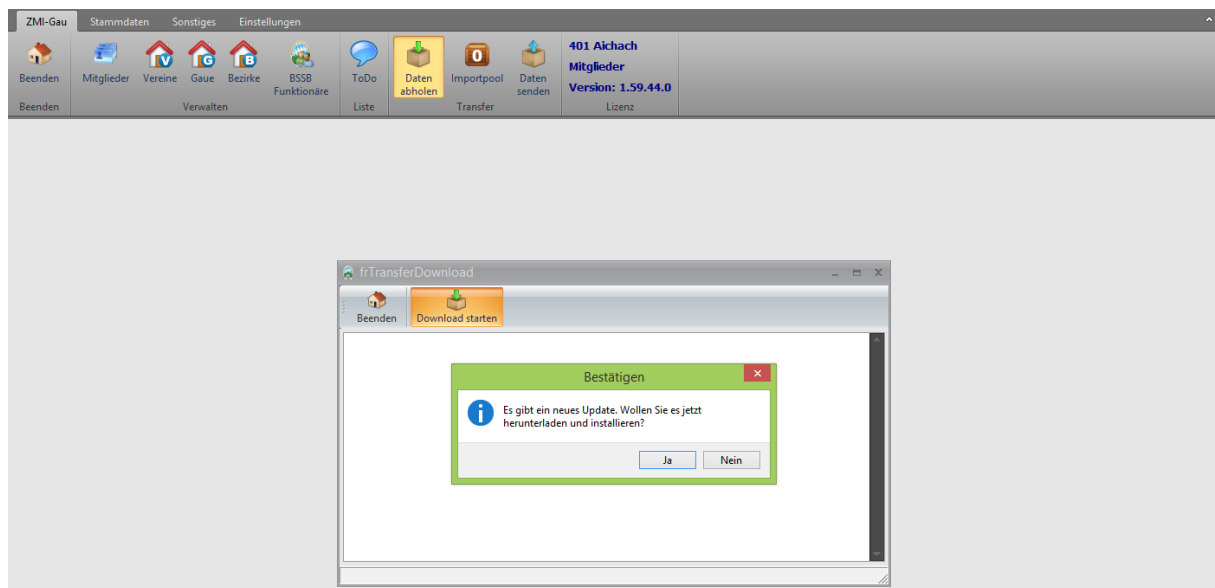 ZMI-Gau Stammdaten Sonstiges Einstellungen
Beenden
Mitglieder
Vereine
Gaue
Bezirke
BSSB
Funktionäre
ToDo
Daten
abholen
Importpool
Daten
senden
401 Aichach
Mitglieder
Version: 1.59.44.0
Beenden Verwalten Liste Transfer Lizenz
frTransferDownload
Beenden Download starten
Bestätigen
Es gibt ein neues Update. Wollen Sie es jetzt
herunterladen und installieren?
Ja Nein